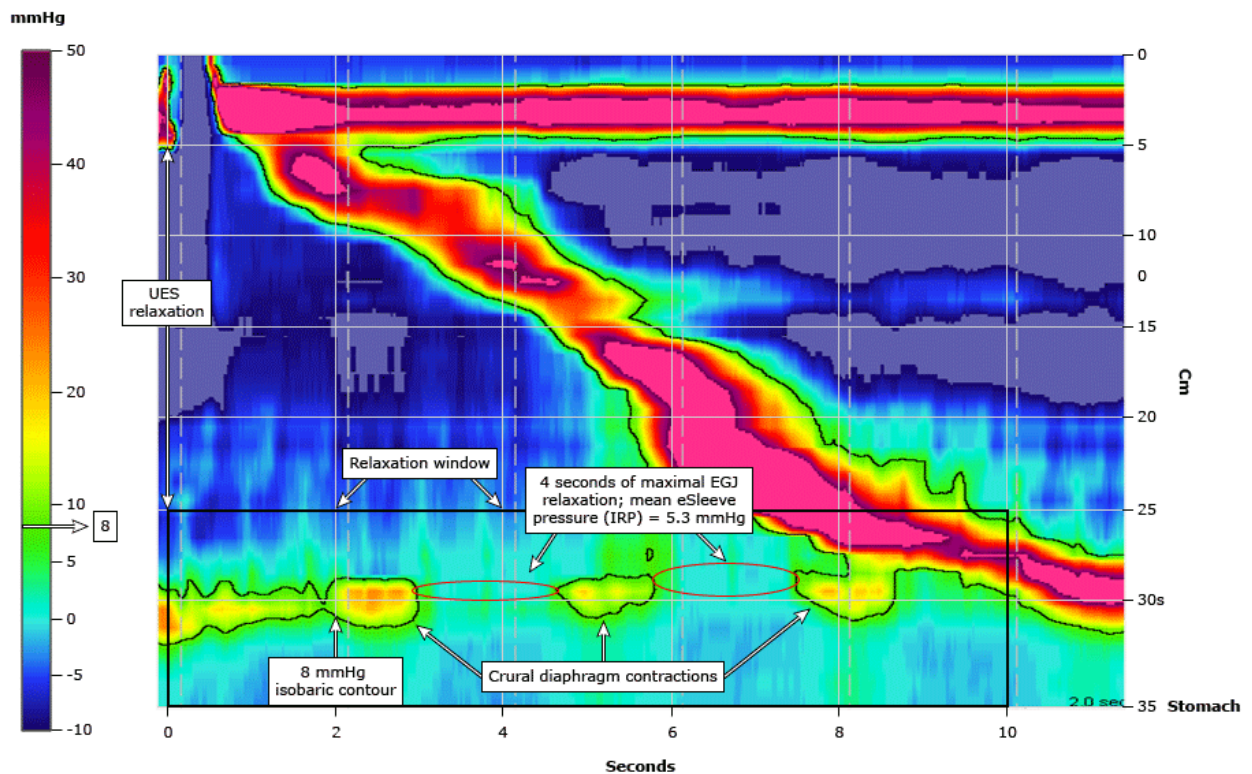 mmHg
50
40
30
20
10
8
5
0
-5
-10
0
5
10
0
15
20
25
30s
35
Cm
Stomach
UES
relaxation
Relaxation window
4 seconds of maximal EGJ
relaxation; mean eSleeve
pressure (IRP) = 5.3 mmHg
8 mmHg
isobaric contour
Crural diaphragm contractions
2.0 sec
0
2
4
6
8
10
Seconds